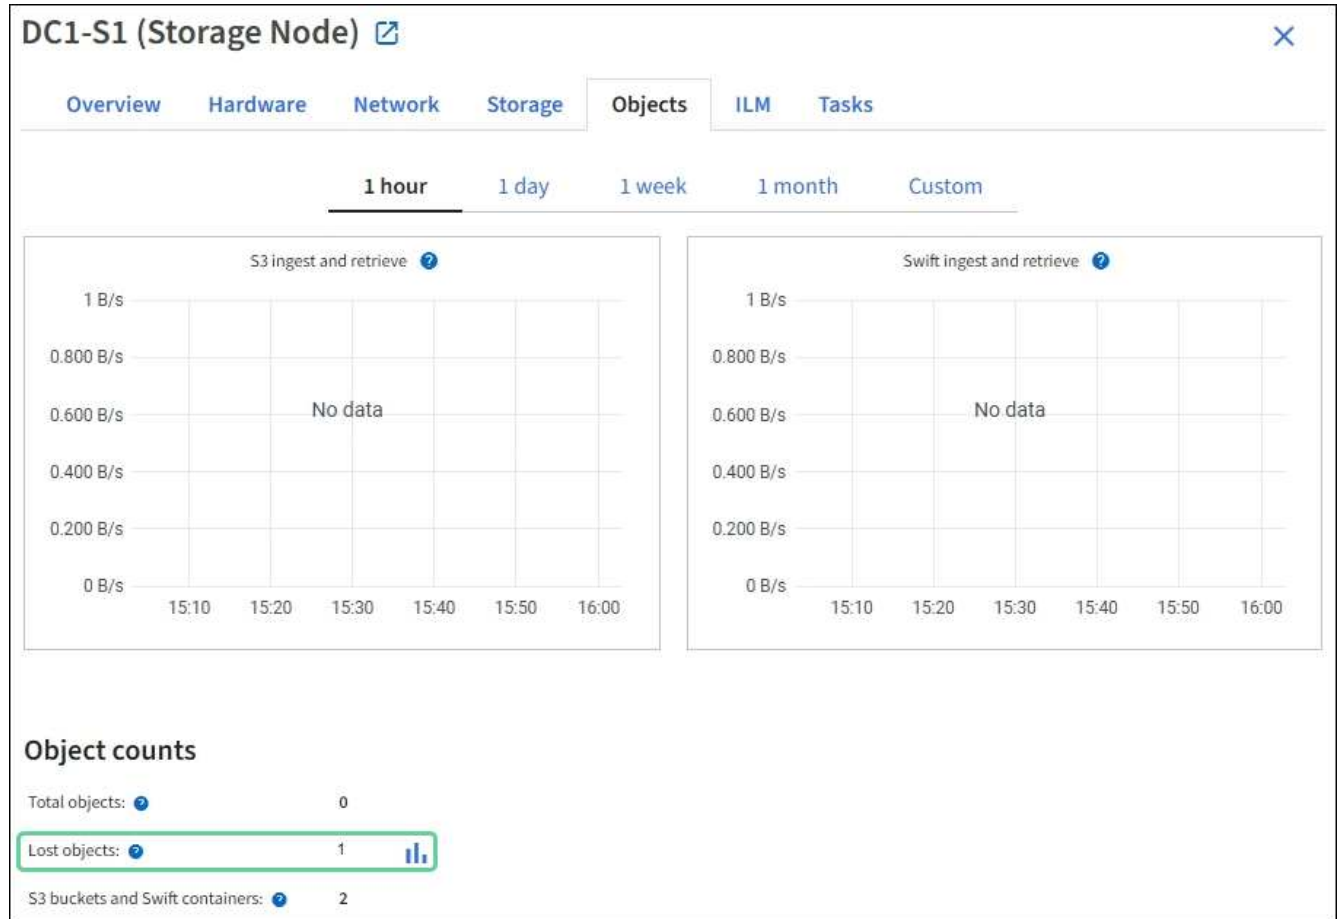 DC1-S1 (Storage Node)
Overview Hardware Network Storage Objects ILM Tasks
1 hour 1 day 1 week 1 month Custom
S3 ingest and retrieve
1 B/s
0.800 B/s
0.600 B/s
0.400 B/s
0.200 B/s
0 B/s
No data
15:10 15:20 15:30 15:40 15:50 16:00
Swift ingest and retrieve
1 B/s
0.800 B/s
0.600 B/s
0.400 B/s
0.200 B/s
0 B/s
No data
15:10 15:20 15:30 15:40 15:50 16:00
Object counts
Total objects: ? 0
Lost objects: ? 1
S3 buckets and Swift containers: ? 2